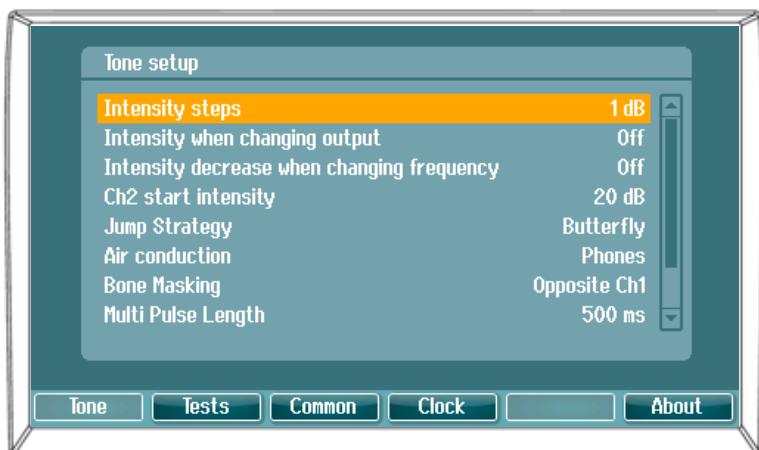 Tone setup
Intensity steps 1 dB
Intensity when changing output Off
Intensity decrease when changing frequency Off
Ch2 start intensity 20 dB
Jump Strategy Butterfly
Air conduction Phones
Bone Masking Opposite Ch1
Multi Pulse Length 500 ms
Tone Tests Common Clock About